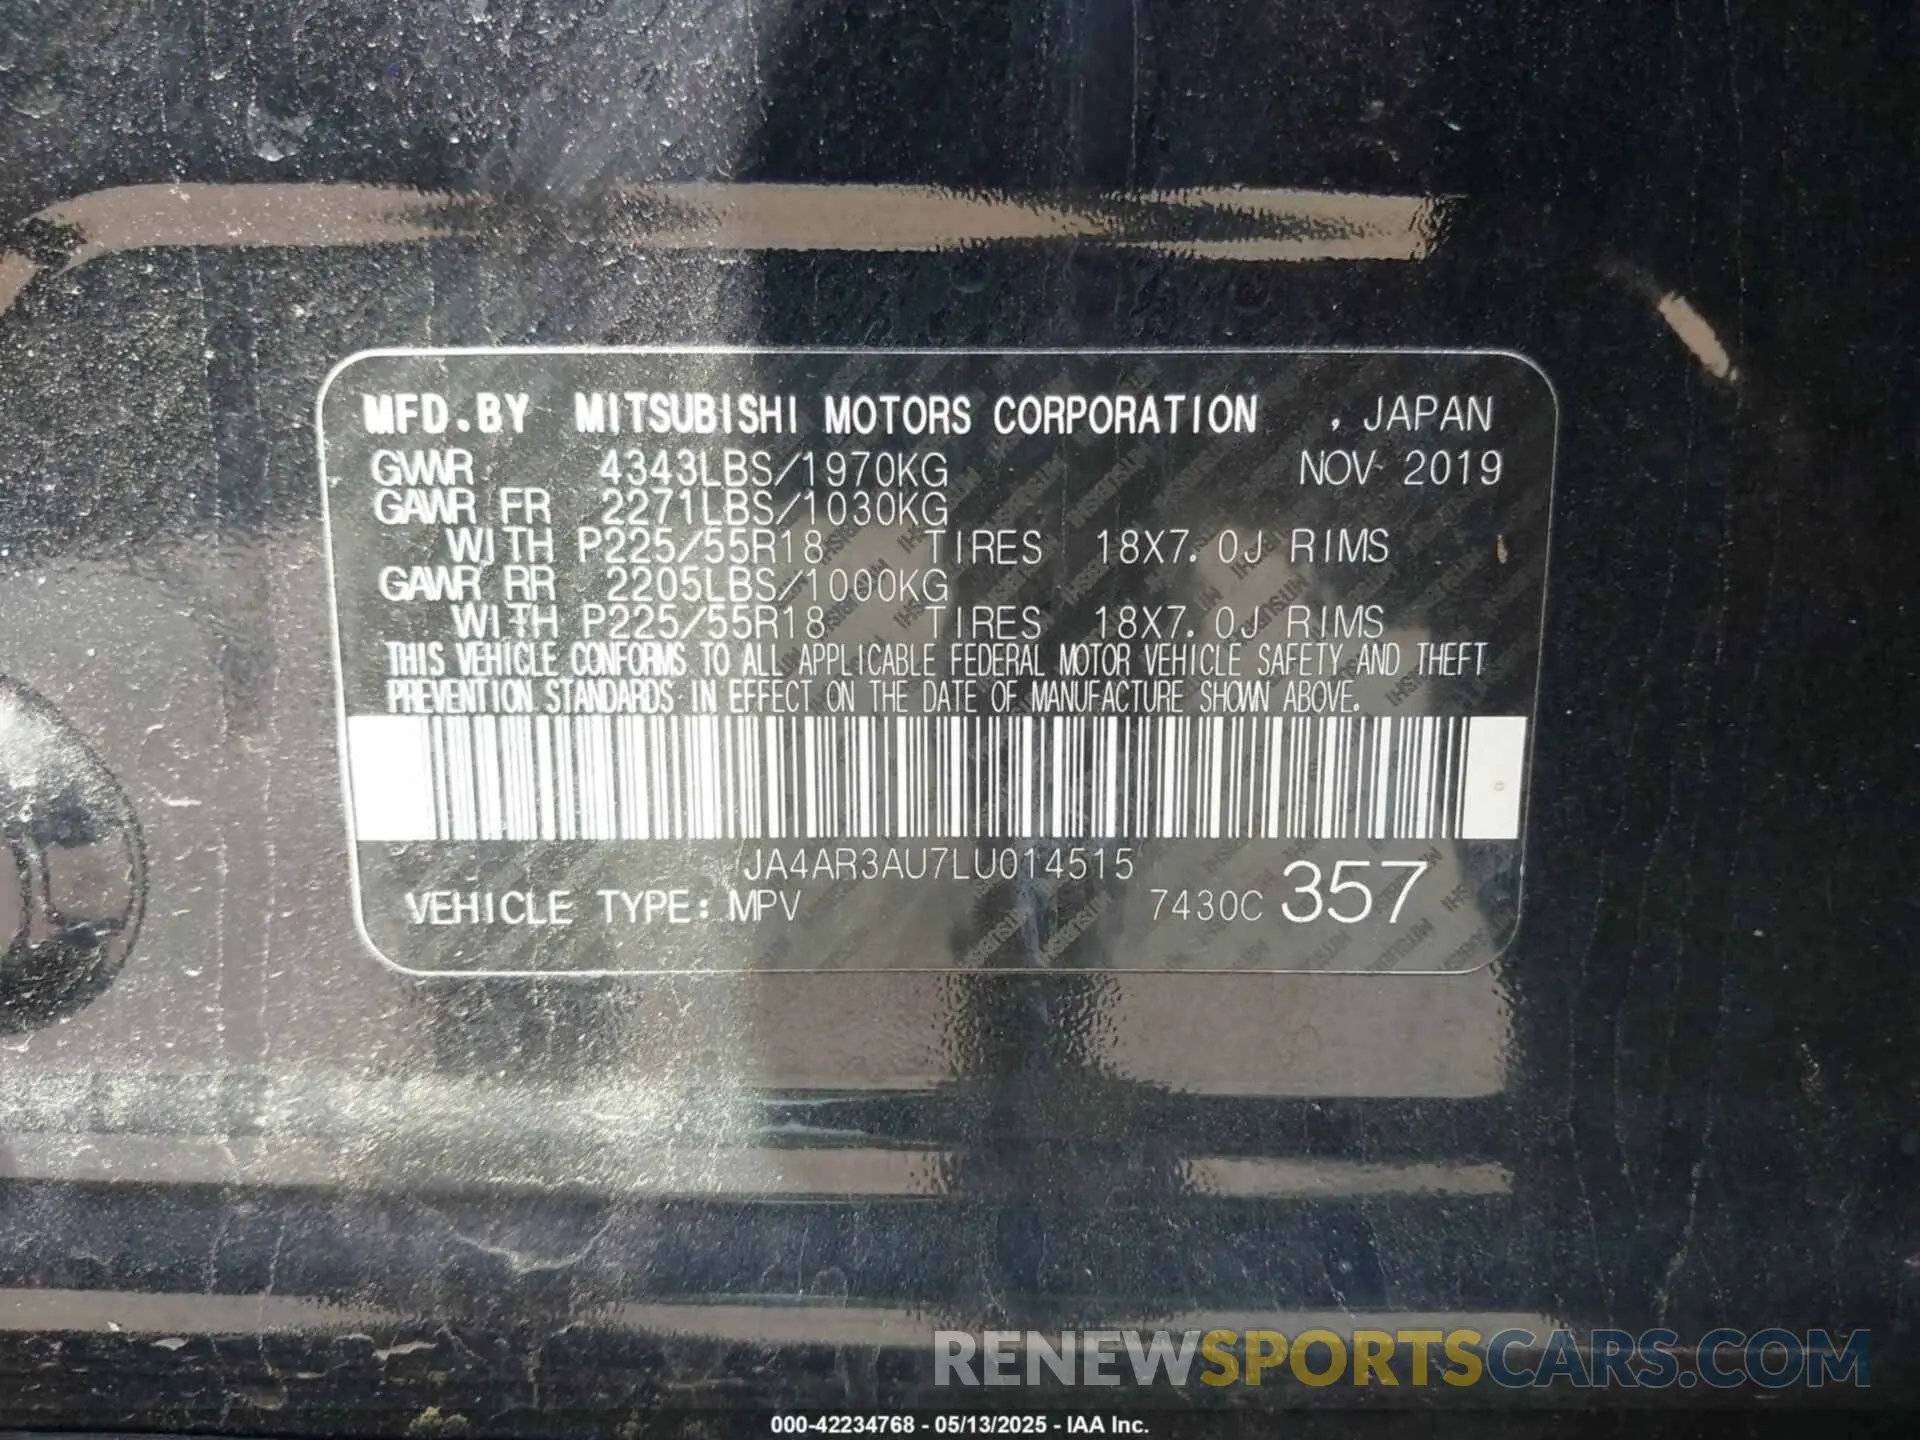 MFD.BY MITSUBISHI MOTORS CORPORATION , JAPAN
GVWR 4343LBS/1970KG NOV 2019
GAWR FR 2271LBS/1030KG
WITH P225/55R18 TIRES 18X7.0J RIMS
GAWR RR 2205LBS/1000KG
WITH P225/55R18 TIRES 18X7.0J RIMS
THIS VEHICLE CONFORMS TO ALL APPLICABLE FEDERAL MOTOR VEHICLE SAFETY AND THEFT
PREVENTION STANDARDS IN EFFECT ON THE DATE OF MANUFACTURE SHOWN ABOVE.
JA4AR3AU7LU014515
VEHICLE TYPE: MPV 7430C 357
RENEWSPORTSCARS.COM
000-42234768 - 05/13/2025 - IAA Inc.